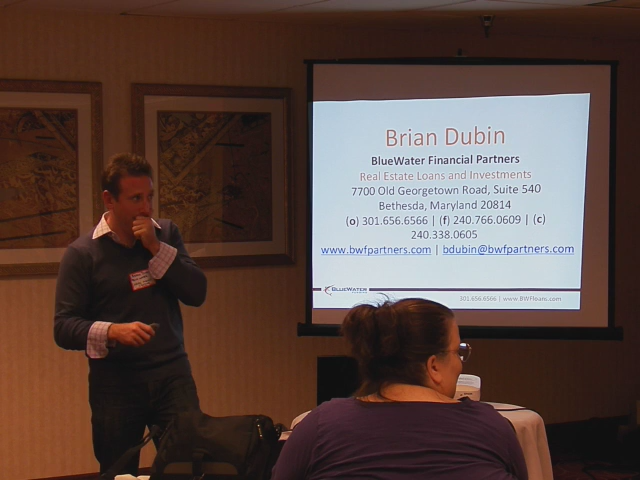 Brian Dubin
BlueWater Financial Partners
Real Estate Loans and Investments
7700 Old Georgetown Road, Suite 540
Bethesda, Maryland 20814
(o) 301.656.6566 | (f) 240.766.0609 | (c)
240.338.0605
www.bwfpartners.com | bdubin@bwfpartners.com
BLUEWATER
301.656.6566 | www.BWFloans.com